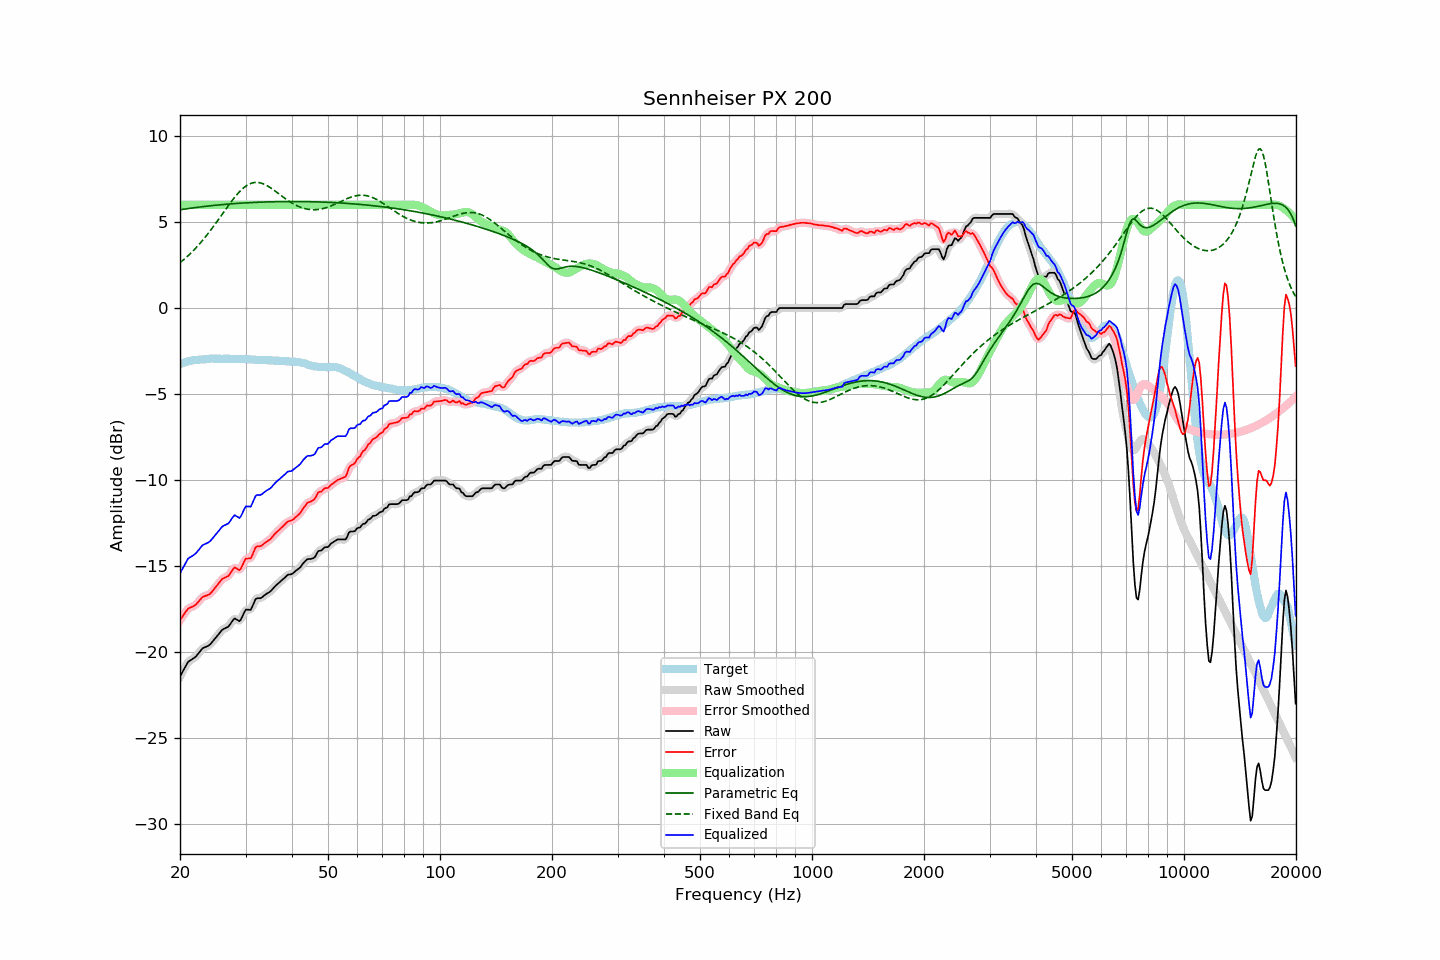 Sennheiser PX 200
10
5
0
−5
−10
−15
−20
−25
−30
Amplitude (dBr)
Target
Raw Smoothed
Error Smoothed
Raw
Error
Equalization
Parametric Eq
Fixed Band Eq
Equalized
20 50 100 200 500 1000 2000 5000 10000 20000
Frequency (Hz)